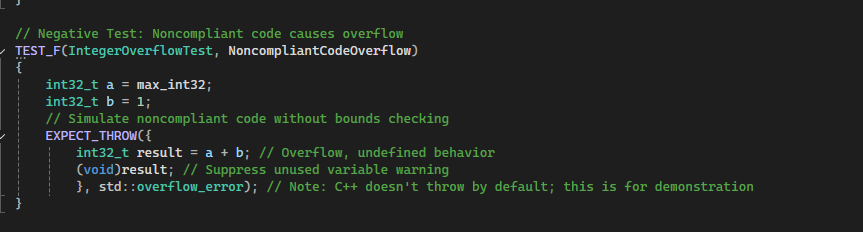 }
// Negative Test: Noncompliant code causes overflow
TEST_F(IntegerOverflowTest, NoncompliantCodeOverflow)
{
int32_t a = max_int32;
int32_t b = 1;
// Simulate noncompliant code without bounds checking
EXPECT_THROW({
int32_t result = a + b; // Overflow, undefined behavior
(void)result; // Suppress unused variable warning
}, std::overflow_error); // Note: C++ doesn't throw by default; this is for demonstration
}